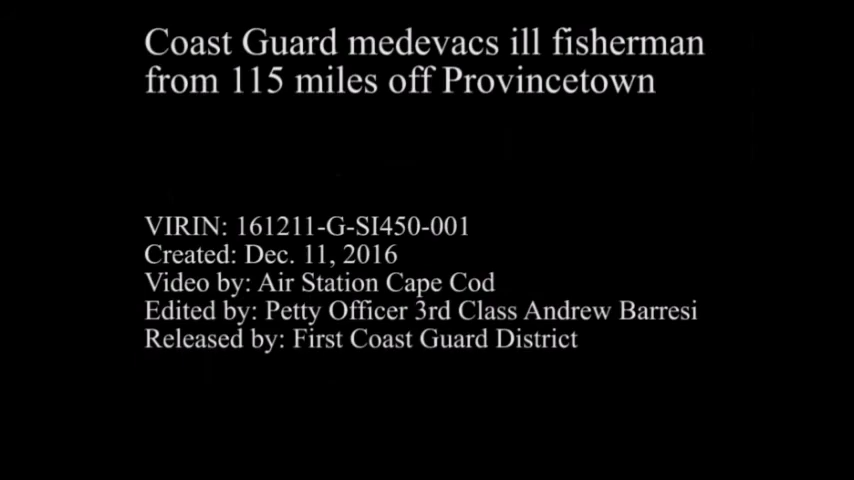 Coast Guard medevacs ill fisherman
from 115 miles off Provincetown
VIRIN: 161211-G-SI450-001
Created: Dec. 11, 2016
Video by: Air Station Cape Cod
Edited by: Petty Officer 3rd Class Andrew Barresi
Released by: First Coast Guard District